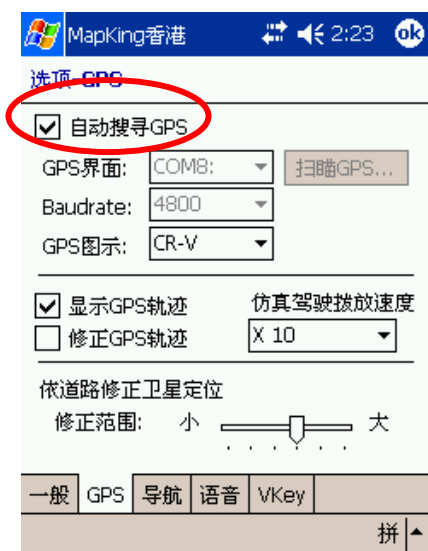 MapKing香港 2:23 ok
选项-GPS
自动搜寻GPS
GPS界面: COM8: 扫瞄GPS...
Baudrate: 4800
GPS图示: CR-V
显示GPS轨迹 仿真驾驶拨放速度
修正GPS轨迹 X 10
依道路修正卫星定位
修正范围: 小 大
一般 GPS 导航 语音 VKey
拼